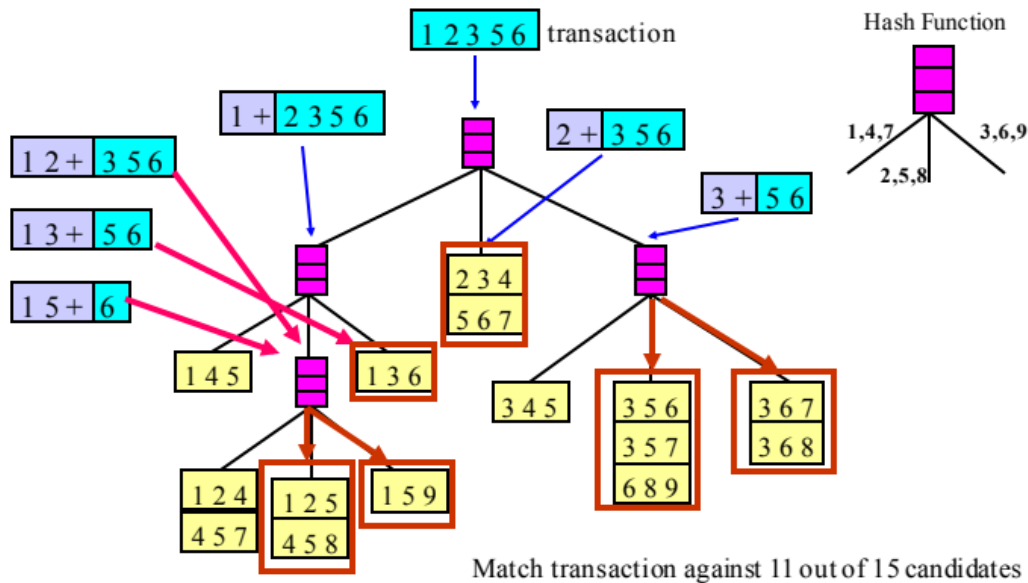 1 2 3 5 6 transaction
Hash Function
1 + 2 3 5 6
2 + 3 5 6
1,4,7
3,6,9
2,5,8
1 2 + 3 5 6
3 + 5 6
1 3 + 5 6
2 3 4
5 6 7
1 5 + 6
1 4 5
1 3 6
3 4 5
3 5 6
3 5 7
6 8 9
3 6 7
3 6 8
1 2 4
4 5 7
1 2 5
4 5 8
1 5 9
Match transaction against 11 out of 15 candidates